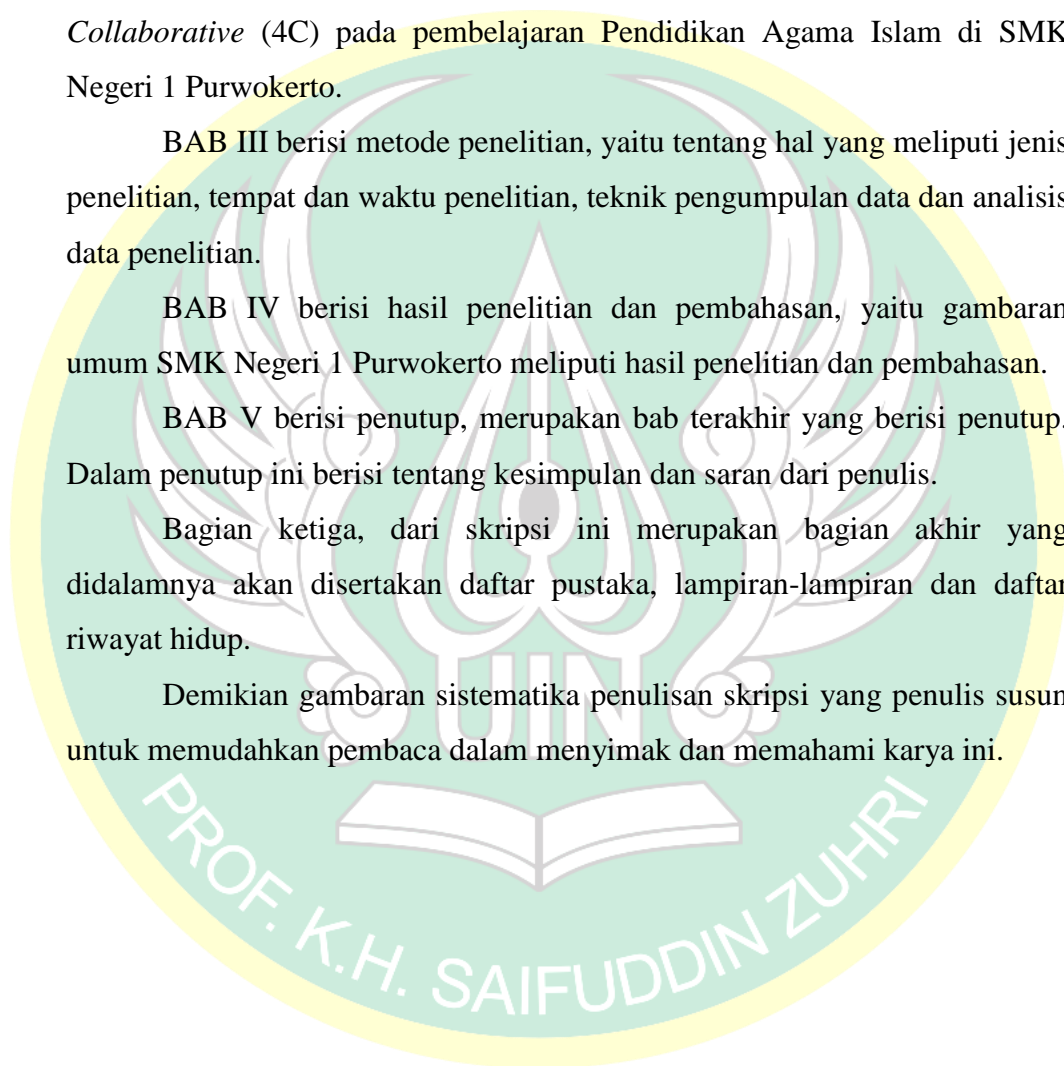 Collaborative (4C) pada pembelajaran Pendidikan Agama Islam di SMK
Negeri 1 Purwokerto.
BAB III berisi metode penelitian, yaitu tentang hal yang meliputi jenis
penelitian, tempat dan waktu penelitian, teknik pengumpulan data dan analisis
data penelitian.
BAB IV berisi hasil penelitian dan pembahasan, yaitu gambaran
umum SMK Negeri 1 Purwokerto meliputi hasil penelitian dan pembahasan.
BAB V berisi penutup, merupakan bab terakhir yang berisi penutup.
Dalam penutup ini berisi tentang kesimpulan dan saran dari penulis.
Bagian ketiga, dari skripsi ini merupakan bagian akhir yang
didalamnya akan disertakan daftar pustaka, lampiran-lampiran dan daftar
riwayat hidup.
UIN
Demikian gambaran sistematika penulisan skripsi yang penulis susun
untuk memudahkan pembaca dalam menyimak dan memahami karya ini.
PROF. K.H. SAIFUDDIN ZUHRI